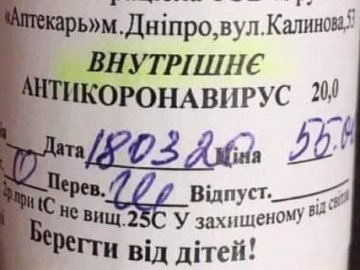 «Аптекарь»м.Дніпро,вул.Калинова,53
ВНУТРІШНЄ
АНТИКОРОНАВИРУС 20,0
Дата 180320 Ціна 55.00
Перев. Відпуст.
2р.при tC не вищ.25С У захищеному від світла
Берегти від дітей!